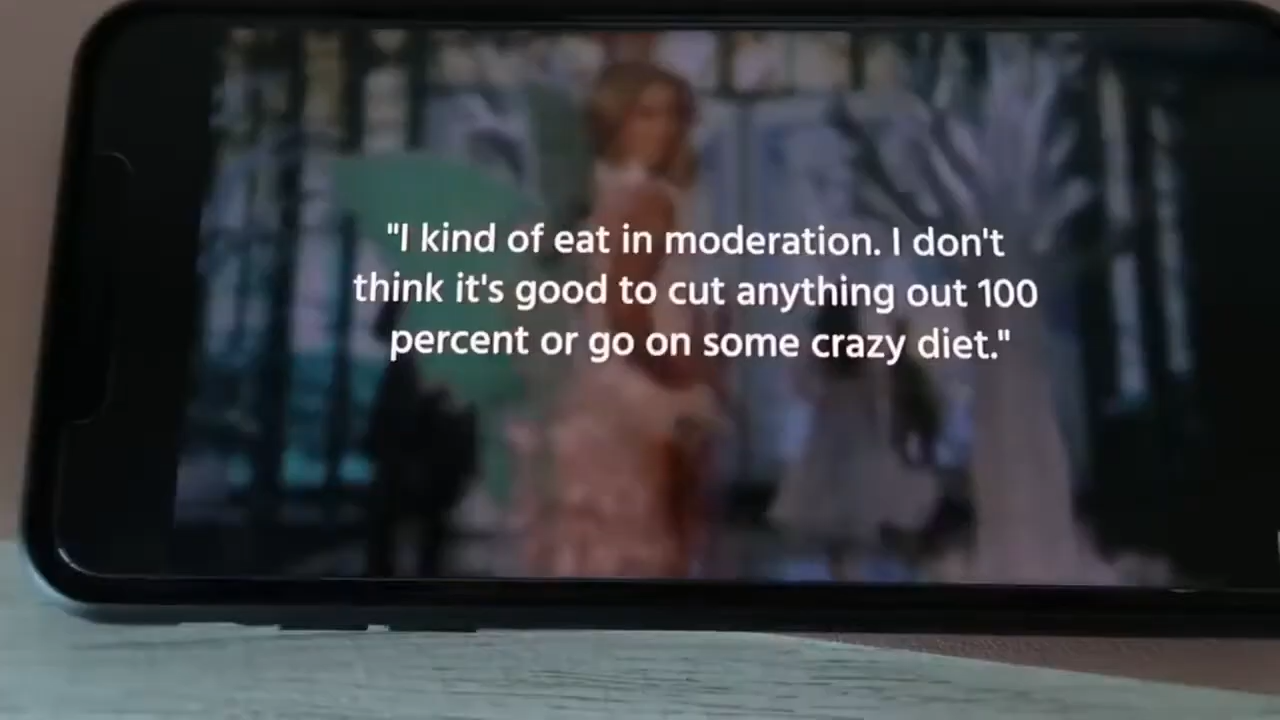 "I kind of eat in moderation. I don't
think it's good to cut anything out 100
percent or go on some crazy diet."